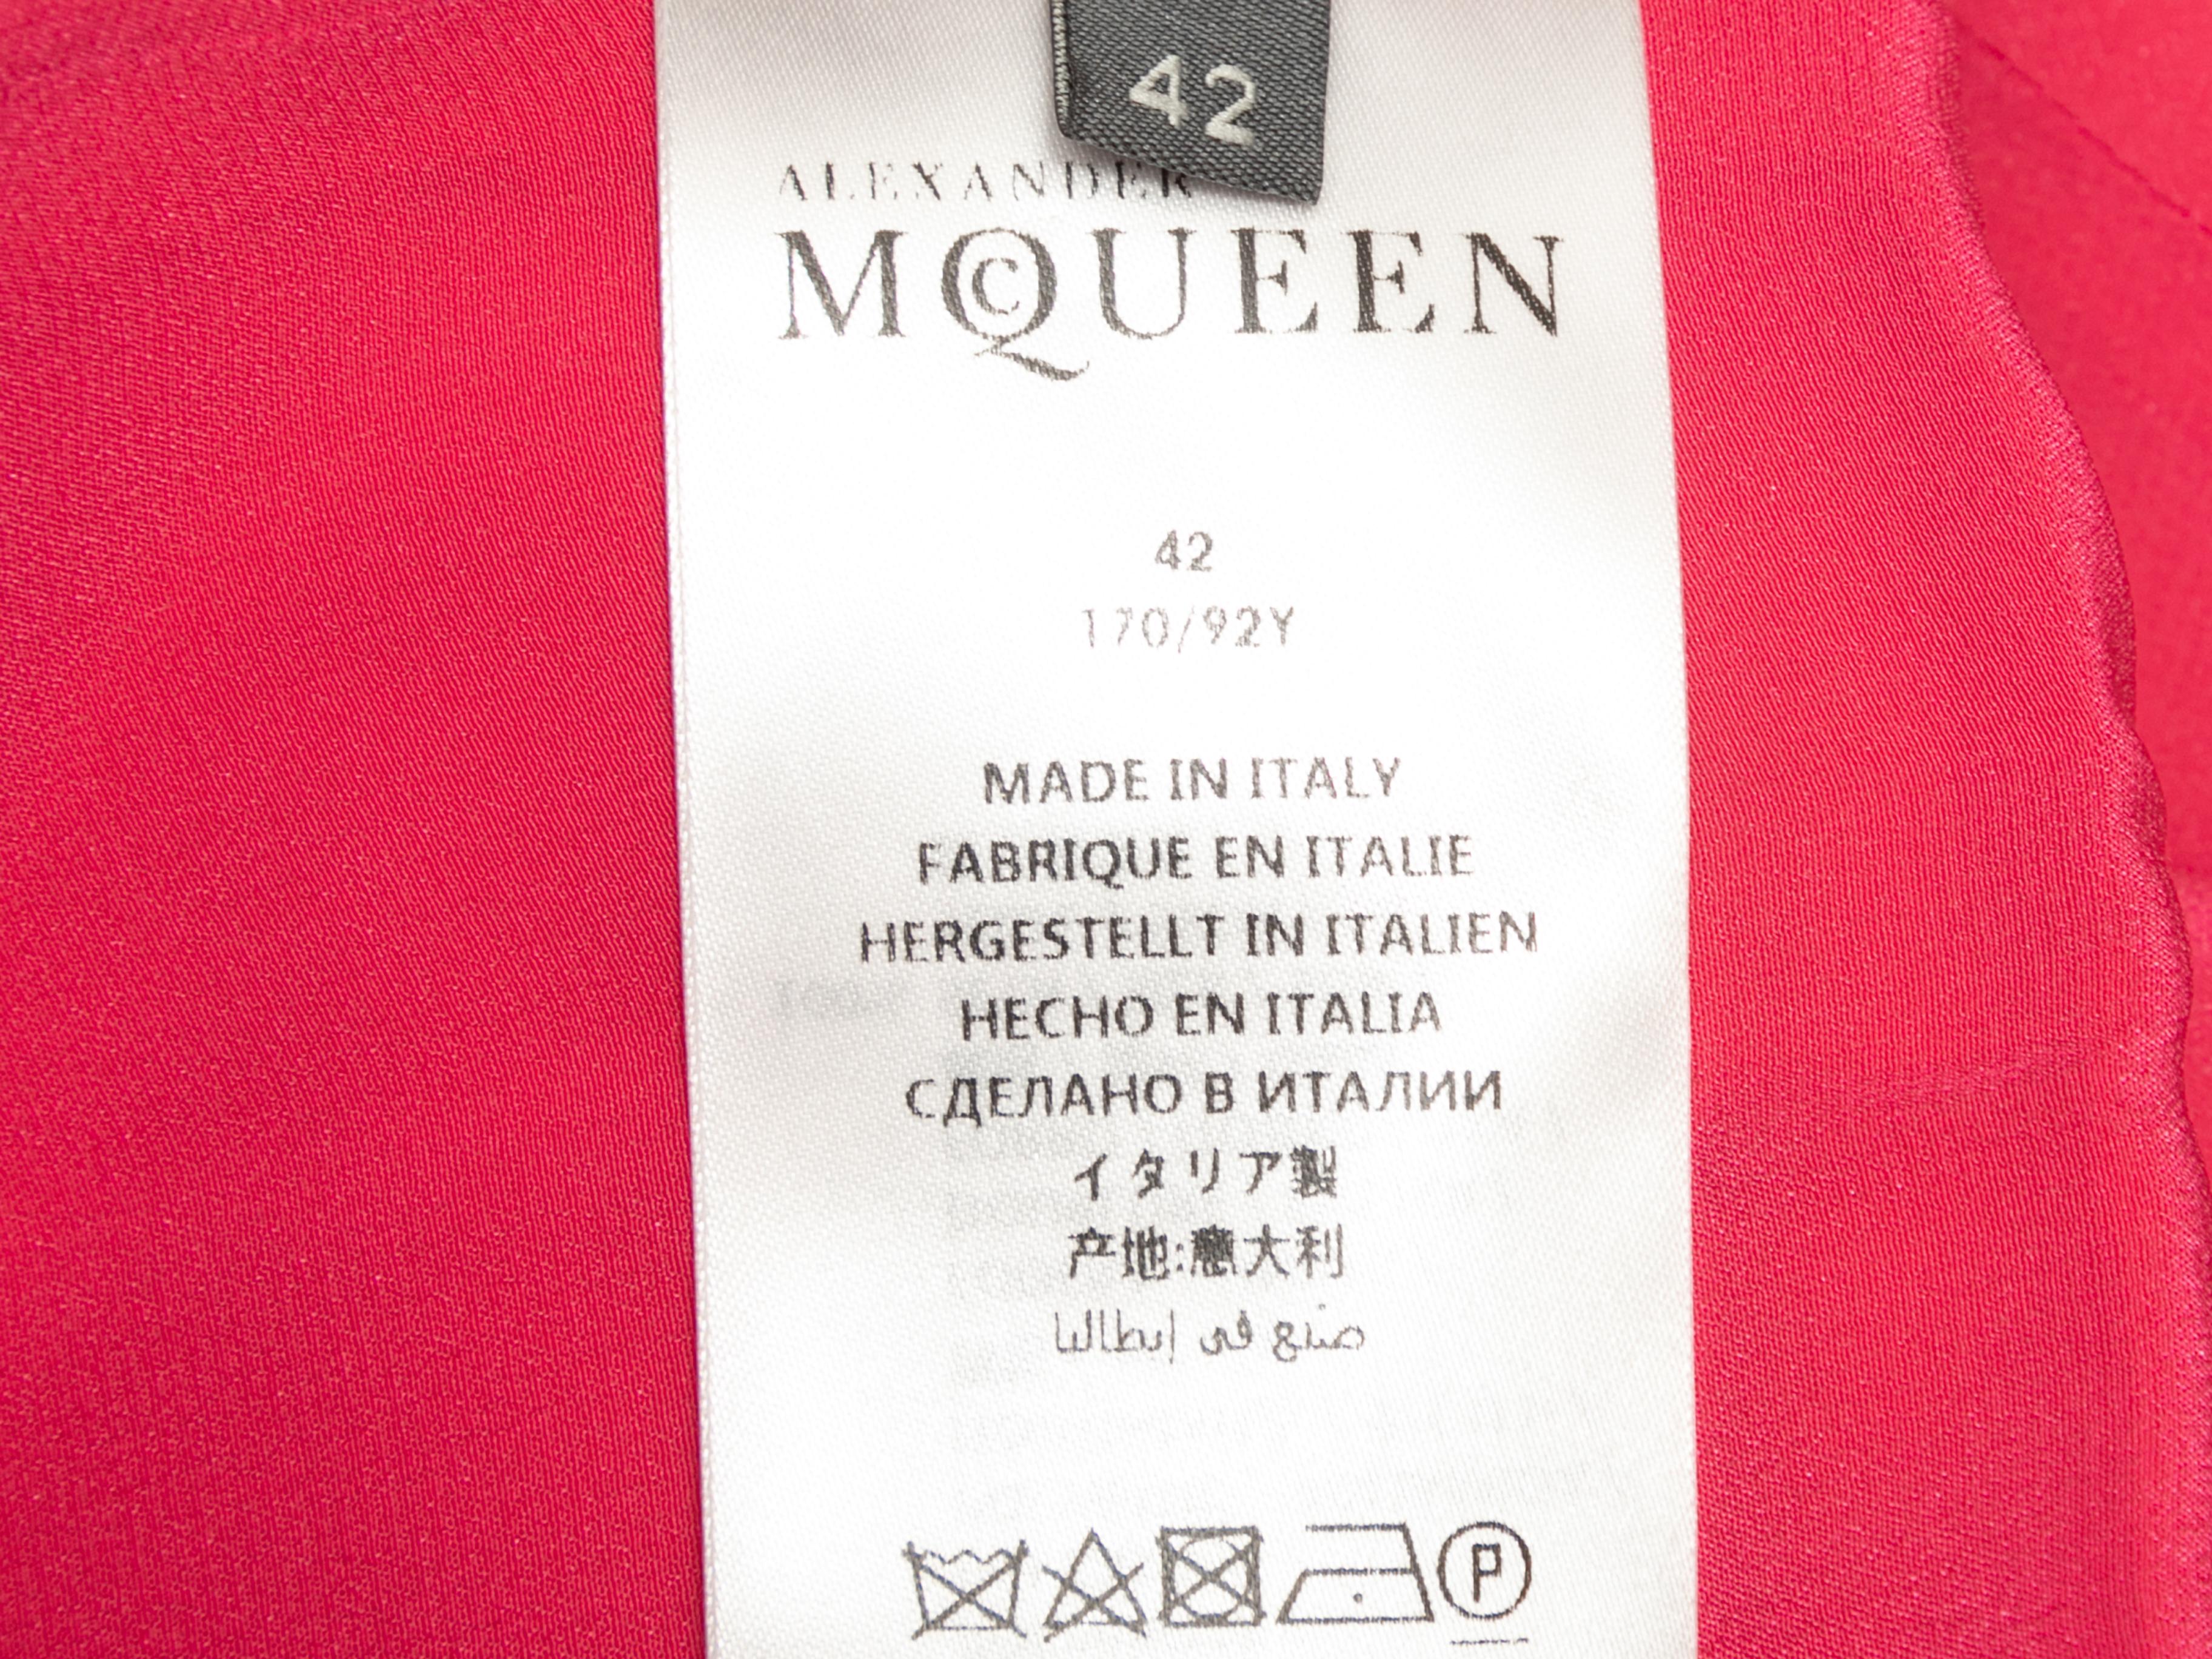 42
ALEXANDER
McQUEEN
42
170/92Y
MADE IN ITALY
FABRIQUE EN ITALIE
HERGESTELLT IN ITALIEN
HECHO EN ITALIA
СДЕЛАНО В ИТАЛИИ
イタリア製
产地:意大利
صنع في إيطاليا
P